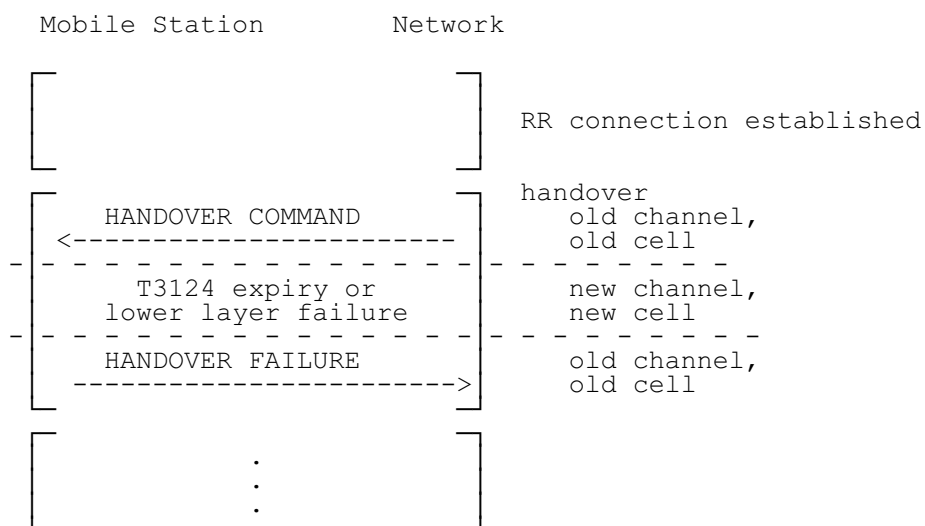 Mobile Station Network
RR connection established
handover
HANDOVER COMMAND old channel,
<------------------------ old cell
- - - - - - - - - - - - - - - - - - - - - - -
T3124 expiry or new channel,
lower layer failure new cell
- - - - - - - - - - - - - - - - - - - - - - - -
HANDOVER FAILURE old channel,
------------------------> old cell
.
.
.